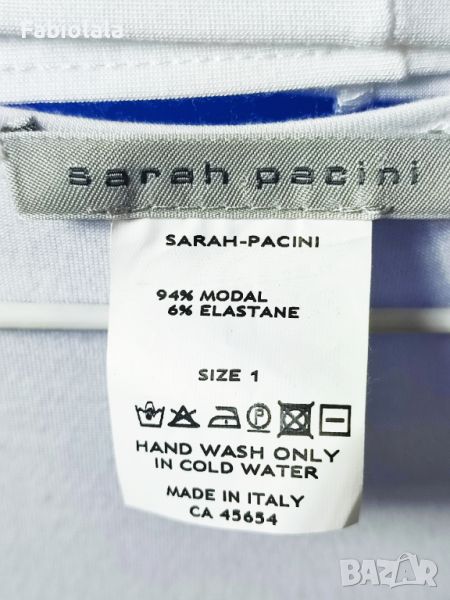 Fabiotala
sarah pacini
SARAH-PACINI
94% MODAL
6% ELASTANE
SIZE 1
P
HAND WASH ONLY
IN COLD WATER
MADE IN ITALY
CA 45654
bazar